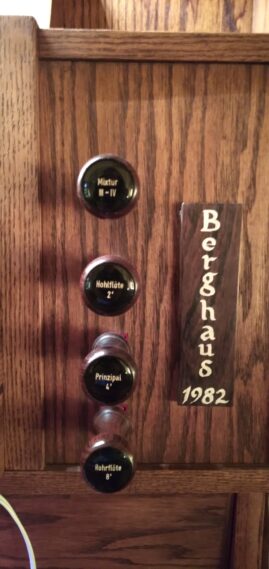 Mixtur
III - IV
Hohlflöte
2'
Prinzipal
4'
Rohrflöte
8'
Berghaus
1982